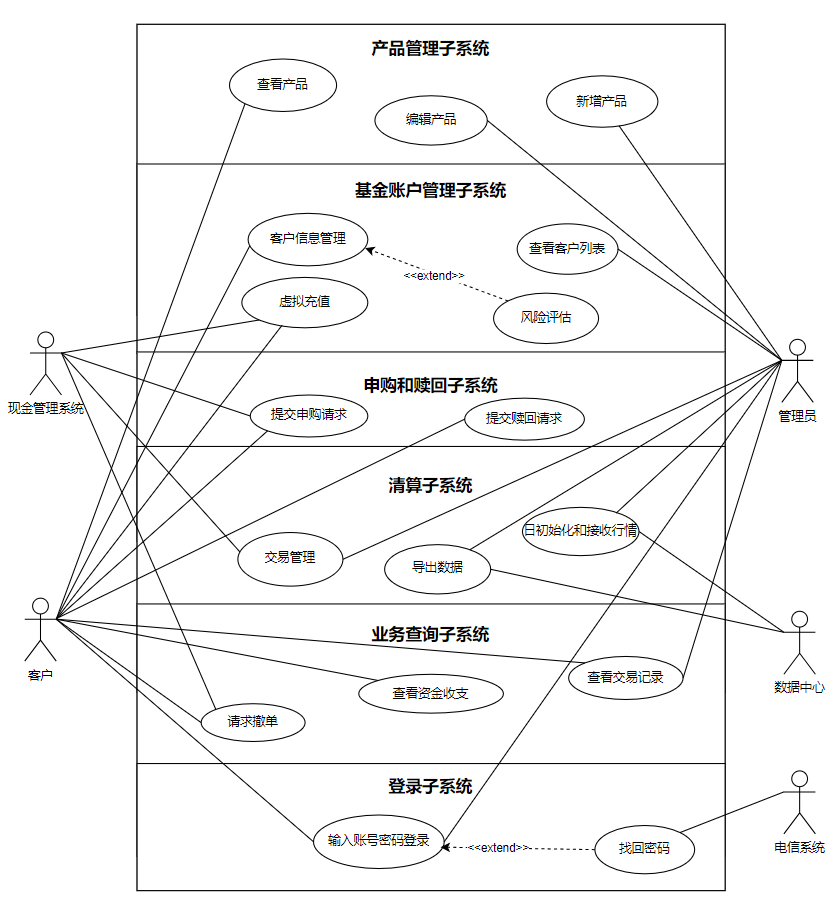 产品管理子系统
查看产品
编辑产品
新增产品
基金账户管理子系统
客户信息管理
查看客户列表
<<extend>>
虚拟充值
风险评估
现金管理系统
管理员
申购和赎回子系统
提交申购请求
提交赎回请求
清算子系统
日初始化和接收行情
交易管理
导出数据
客户
数据中心
业务查询子系统
查看交易记录
查看资金收支
请求撤单
登录子系统
输入账号密码登录
<<extend>>
找回密码
电信系统